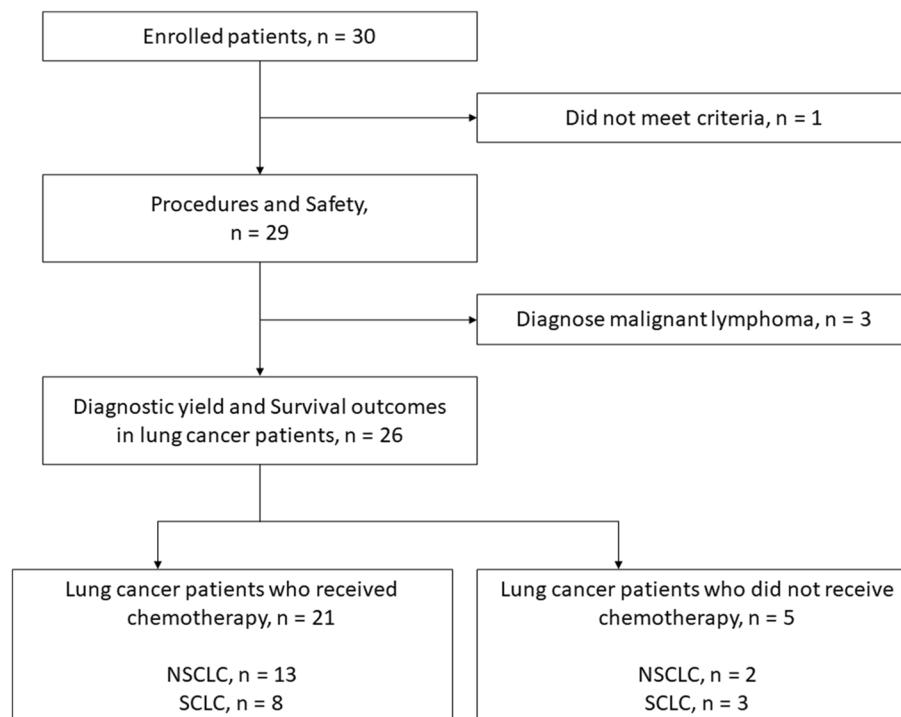 Enrolled patients, n = 30
Did not meet criteria, n = 1
Procedures and Safety,
n = 29
Diagnose malignant lymphoma, n = 3
Diagnostic yield and Survival outcomes
in lung cancer patients, n = 26
Lung cancer patients who received
chemotherapy, n = 21
NSCLC, n = 13
SCLC, n = 8
Lung cancer patients who did not receive
chemotherapy, n = 5
NSCLC, n = 2
SCLC, n = 3